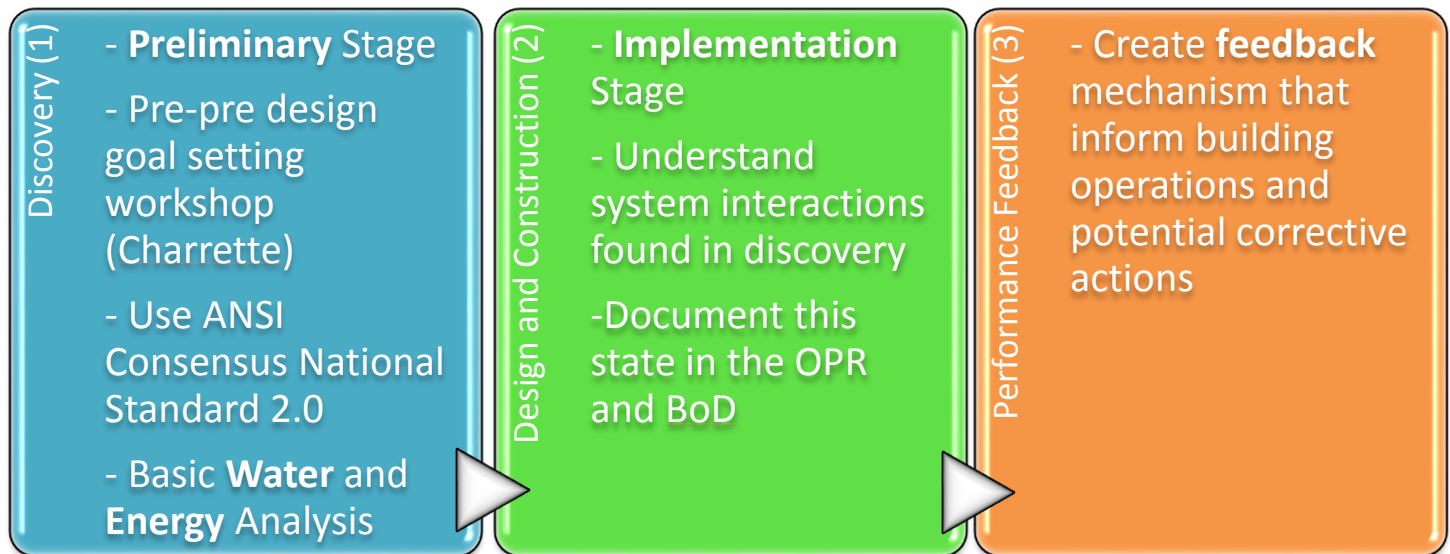 Discovery (1)
- Preliminary Stage
- Pre-pre design
goal setting
workshop
(Charrette)
- Use ANSI
Consensus National
Standard 2.0
- Basic Water and
Energy Analysis
Design and Construction (2)
- Implementation
Stage
- Understand
system interactions
found in discovery
-Document this
state in the OPR
and BoD
Performance Feedback (3)
- Create feedback
mechanism that
inform building
operations and
potential corrective
actions